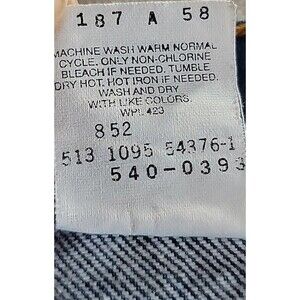 187 A 58
MACHINE WASH WARM NORMAL
CYCLE. ONLY NON-CHLORINE
BLEACH IF NEEDED. TUMBLE
DRY HOT. HOT IRON IF NEEDED.
WASH AND DRY
WITH LIKE COLORS.
WPL 423
852
513 1095 54376-1
540-0393